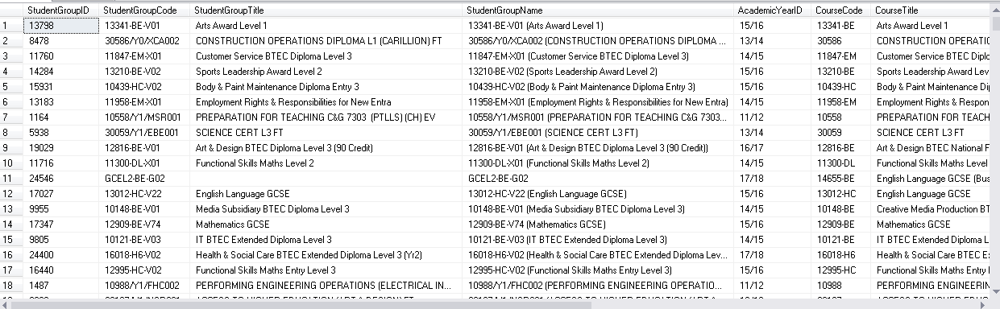 StudentGroupID StudentGroupCode StudentGroupTitle StudentGroupName AcademicYearID CourseCode CourseTitle
1 13798 13341-BE-V01 Arts Award Level 1 13341-BE-V01 (Arts Award Level 1) 15/16 13341-BE Arts Award Level 1
2 8478 30586/Y0/XCA002 CONSTRUCTION OPERATIONS DIPLOMA L1 (CARILLION) FT 30586/Y0/XCA002 (CONSTRUCTION OPERATIONS DIPLOMA ... 13/14 30586 CONSTRUCTION OPERATIO
3 11760 11847-EM-X01 Customer Service BTEC Diploma Level 3 11847-EM-X01 (Customer Service BTEC Diploma Level 3) 14/15 11847-EM Customer Service BTEC Dip
4 14284 13210-BE-V02 Sports Leadership Award Level 2 13210-BE-V02 (Sports Leadership Award Level 2) 15/16 13210-BE Sports Leadership Award L
5 15931 10439-HC-V02 Body & Paint Maintenance Diploma Entry 3 10439-HC-V02 (Body & Paint Maintenance Diploma Entry 3) 15/16 10439-HC Body & Paint Maintenance Di
6 13183 11958-EM-X01 Employment Rights & Responsibilities for New Entra 11958-EM-X01 (Employment Rights & Responsibilities for New Entra) 14/15 11958-EM Employment Rights & Respon
7 1164 10558/Y1/MSR001 PREPARATION FOR TEACHING C&G 7303 (PTLLS) (CH) EV 10558/Y1/MSR001 (PREPARATION FOR TEACHING C&G 7303... 11/12 10558 PREPARATION FOR TEACH
8 5938 30059/Y1/EBE001 SCIENCE CERT L3 FT 30059/Y1/EBE001 (SCIENCE CERT L3 FT) 13/14 30059 SCIENCE CERT L3 FT
9 19029 12816-BE-V01 Art & Design BTEC Diploma Level 3 (90 Credit) 12816-BE-V01 (Art & Design BTEC Diploma Level 3 (90 Credit)) 16/17 12816-BE Art & Design BTEC National F
10 11716 11300-DL-X01 Functional Skills Maths Level 2 11300-DL-X01 (Functional Skills Maths Level 2) 14/15 11300-DL Functional Skills Maths Level
11 24546 GCEL2-BE-G02 GCEL2-BE-G02 17/18 14655-BE English Language GCSE (Bus
12 17027 13012-HC-V22 English Language GCSE 13012-HC-V22 (English Language GCSE) 15/16 13012-HC English Language GCSE
13 9955 10148-BE-V01 Media Subsidiary BTEC Diploma Level 3 10148-BE-V01 (Media Subsidiary BTEC Diploma Level 3) 14/15 10148-BE Creative Media Production BT
14 17347 12909-BE-V74 Mathematics GCSE 12909-BE-V74 (Mathematics GCSE) 15/16 12909-BE Mathematics GCSE
15 9805 10121-BE-V03 IT BTEC Extended Diploma Level 3 10121-BE-V03 (IT BTEC Extended Diploma Level 3) 14/15 10121-BE IT BTEC Extended Diploma L
16 24400 16018-H6-V02 Health & Social Care BTEC Extended Diploma Level 3 (Yr2) 16018-H6-V02 (Health & Social Care BTEC Extended Diploma Leve... 17/18 16018-H6 Health & Social Care BTEC E
17 16440 12995-HC-V02 Functional Skills Maths Entry Level 3 12995-HC-V02 (Functional Skills Maths Entry Level 3) 15/16 12995-HC Functional Skills Maths Entry
18 1487 10988/Y1/FHC002 PERFORMING ENGINEERING OPERATIONS (ELECTRICAL IN... 10988/Y1/FHC002 (PERFORMING ENGINEERING OPERATIO... 11/12 10988 PERFORMING ENGINEERIN